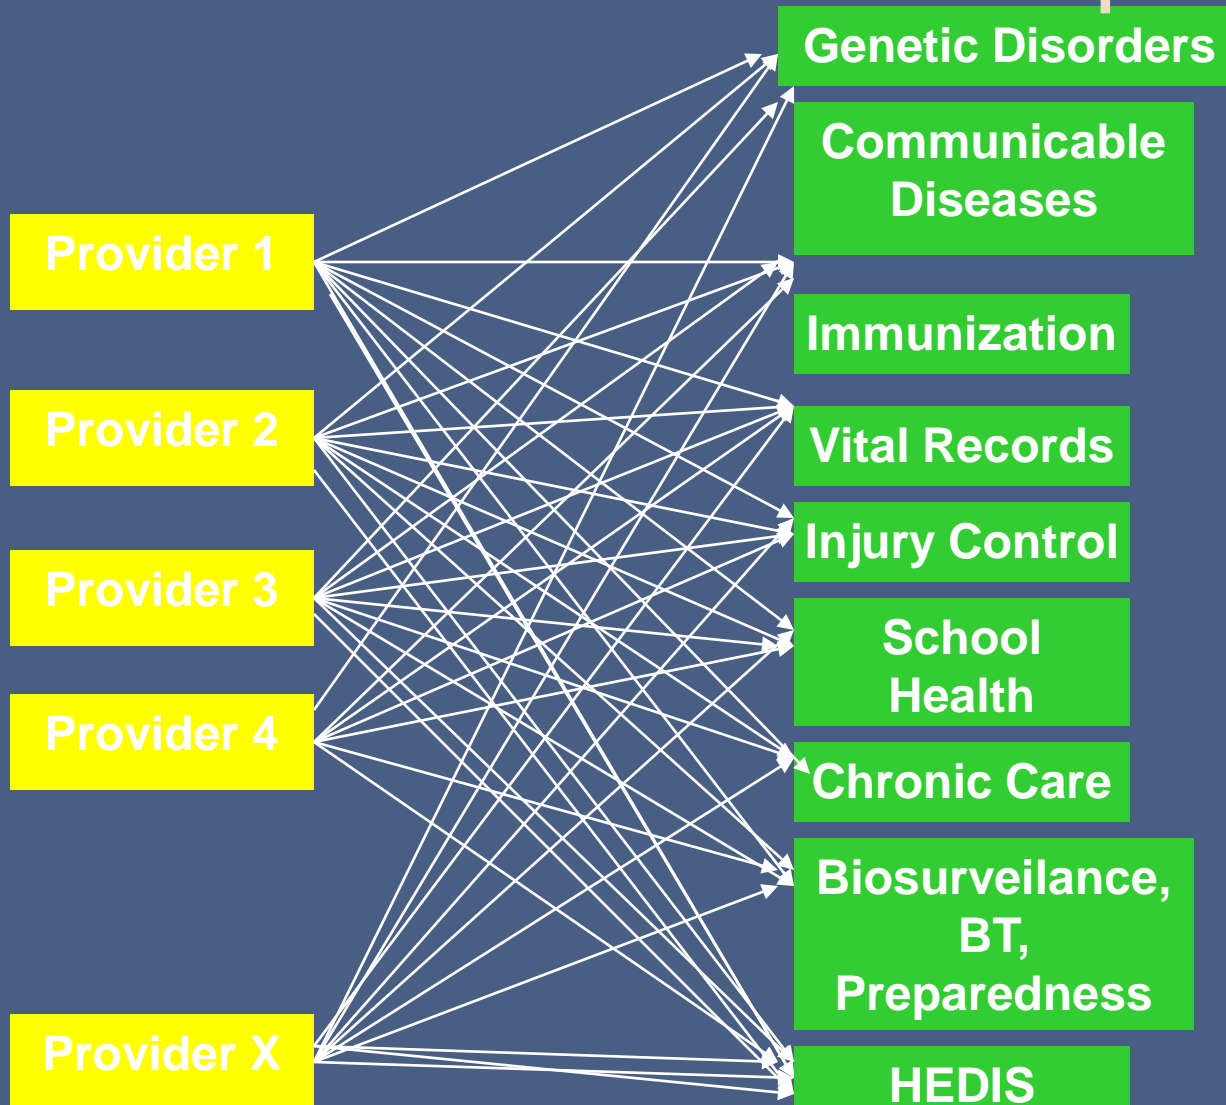 Genetic Disorders
Communicable
Diseases
Provider 1
Immunization
Provider 2
Vital Records
Injury Control
Provider 3
School
Health
Provider 4
Chronic Care
Biosurveilance,
BT,
Preparedness
Provider X
HEDIS